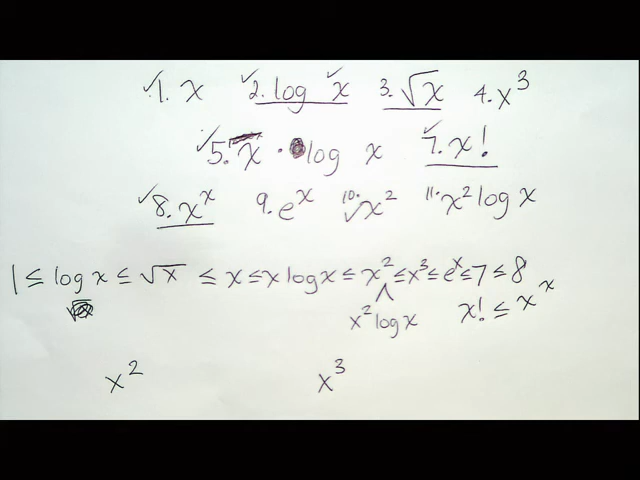 ✓1. x ✓2. log x ✓3. √x 4. x³
✓5. x · log x ✓7. x!
✓8. xˣ 9. eˣ 10. ✓x² 11. x² log x
1 ≤ log x ≤ √x ≤ x ≤ x log x ≤ x² ≤ x³ ≤ eˣ ≤ 7 ≤ 8
^
x² log x x! ≤ xˣ
x² x³